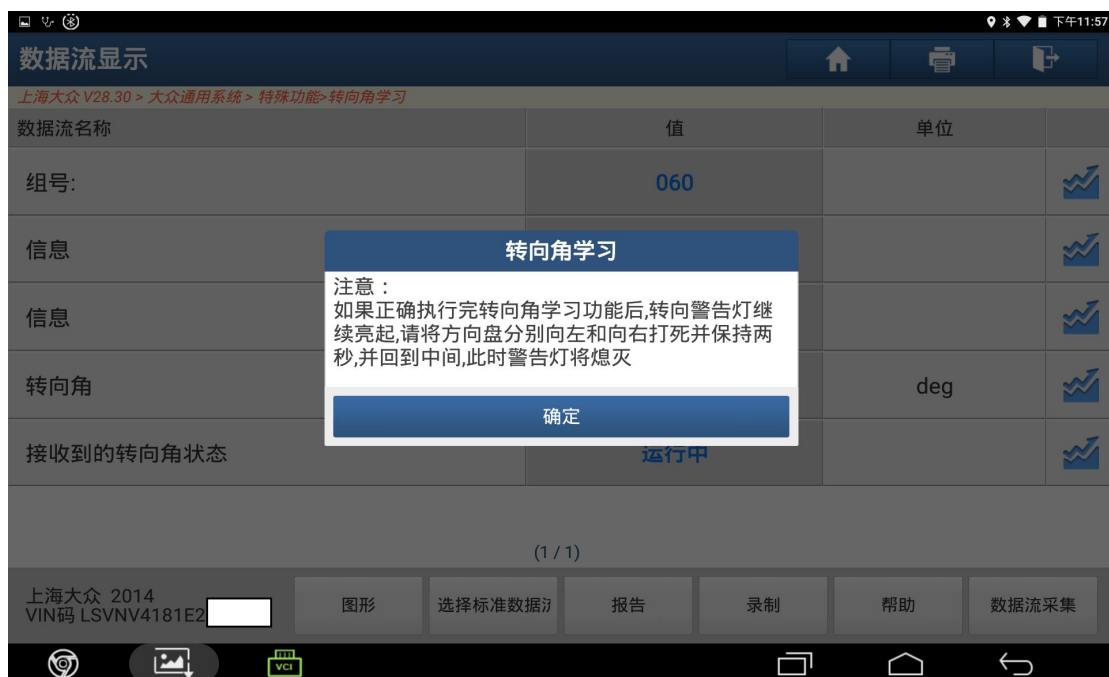 下午11:57
数据流显示
上海大众 V28.30 > 大众通用系统 > 特殊功能>转向角学习
数据流名称 值 单位
组号: 060
信息
信息
转向角 deg
接收到的转向角状态 运行中
转向角学习
注意：
如果正确执行完转向角学习功能后,转向警告灯继
续亮起,请将方向盘分别向左和向右打死并保持两
秒,并回到中间,此时警告灯将熄灭
确定
(1 / 1)
上海大众 2014
VIN码 LSVNV4181E2
图形 选择标准数据 报告 录制 帮助 数据流采集
VCI